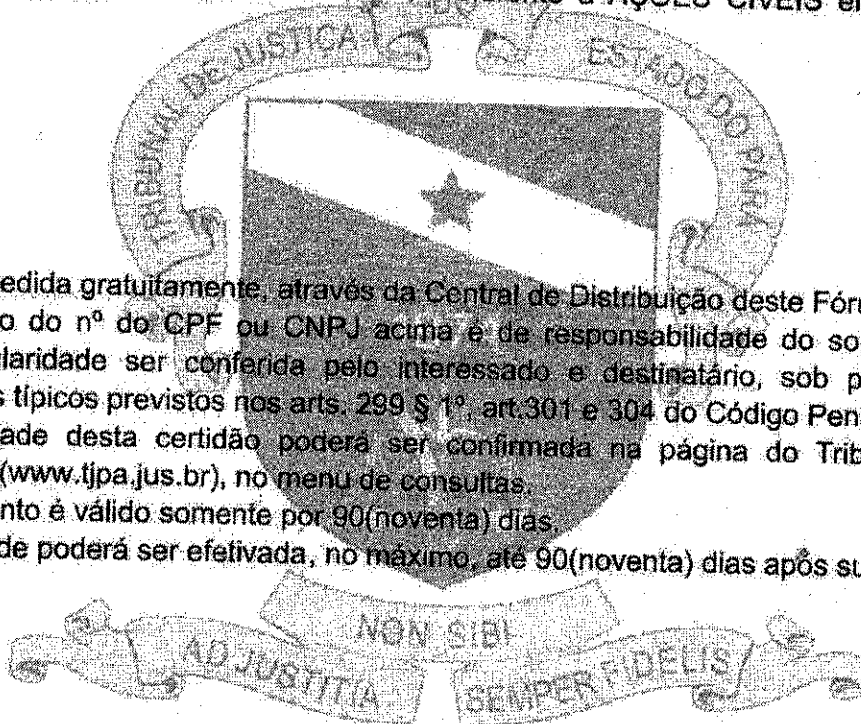 AÇÕES CÍVEIS
TRIBUNAL DE JUSTIÇA DO ESTADO DO PARÁ
edida gratuitamente, através da Central de Distribuição deste Fór
o do nº do CPF ou CNPJ acima é de responsabilidade do so
laridade ser conferida pelo interessado e destinatário, sob p
s típicos previstos nos arts. 299 § 1º, art.301 e 304 do Código Pen
ade desta certidão poderá ser confirmada na página do Trib
(www.tjpa.jus.br), no menu de consultas.
nto é válido somente por 90(noventa) dias.
de poderá ser efetivada, no máximo, até 90(noventa) dias após su
NON SIBI
AD JUSTITIA SEMPER FIDELIS